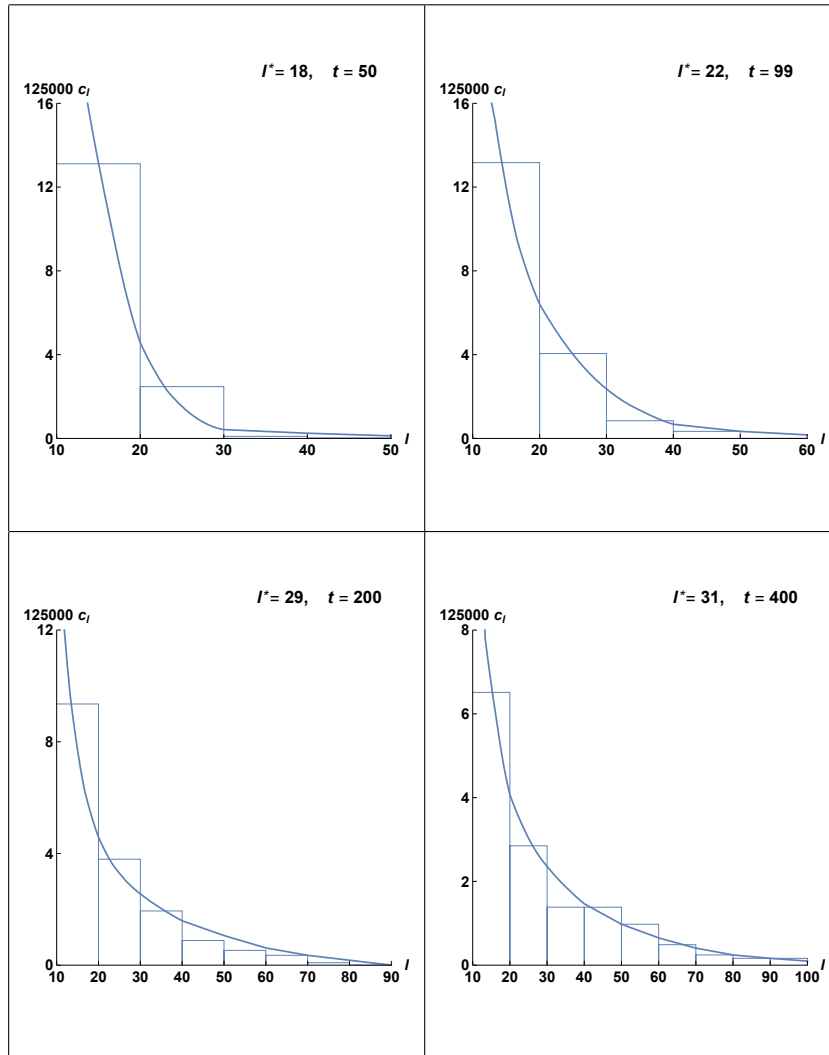 l* = 18, t = 50
125000 c_l
16
12
8
4
0
10 20 30 40 50 l
l* = 22, t = 99
125000 c_l
16
12
8
4
0
10 20 30 40 50 60 l
l* = 29, t = 200
125000 c_l
12
8
4
0
10 20 30 40 50 60 70 80 90 l
l* = 31, t = 400
125000 c_l
8
6
4
2
0
10 20 30 40 50 60 70 80 90 100 l